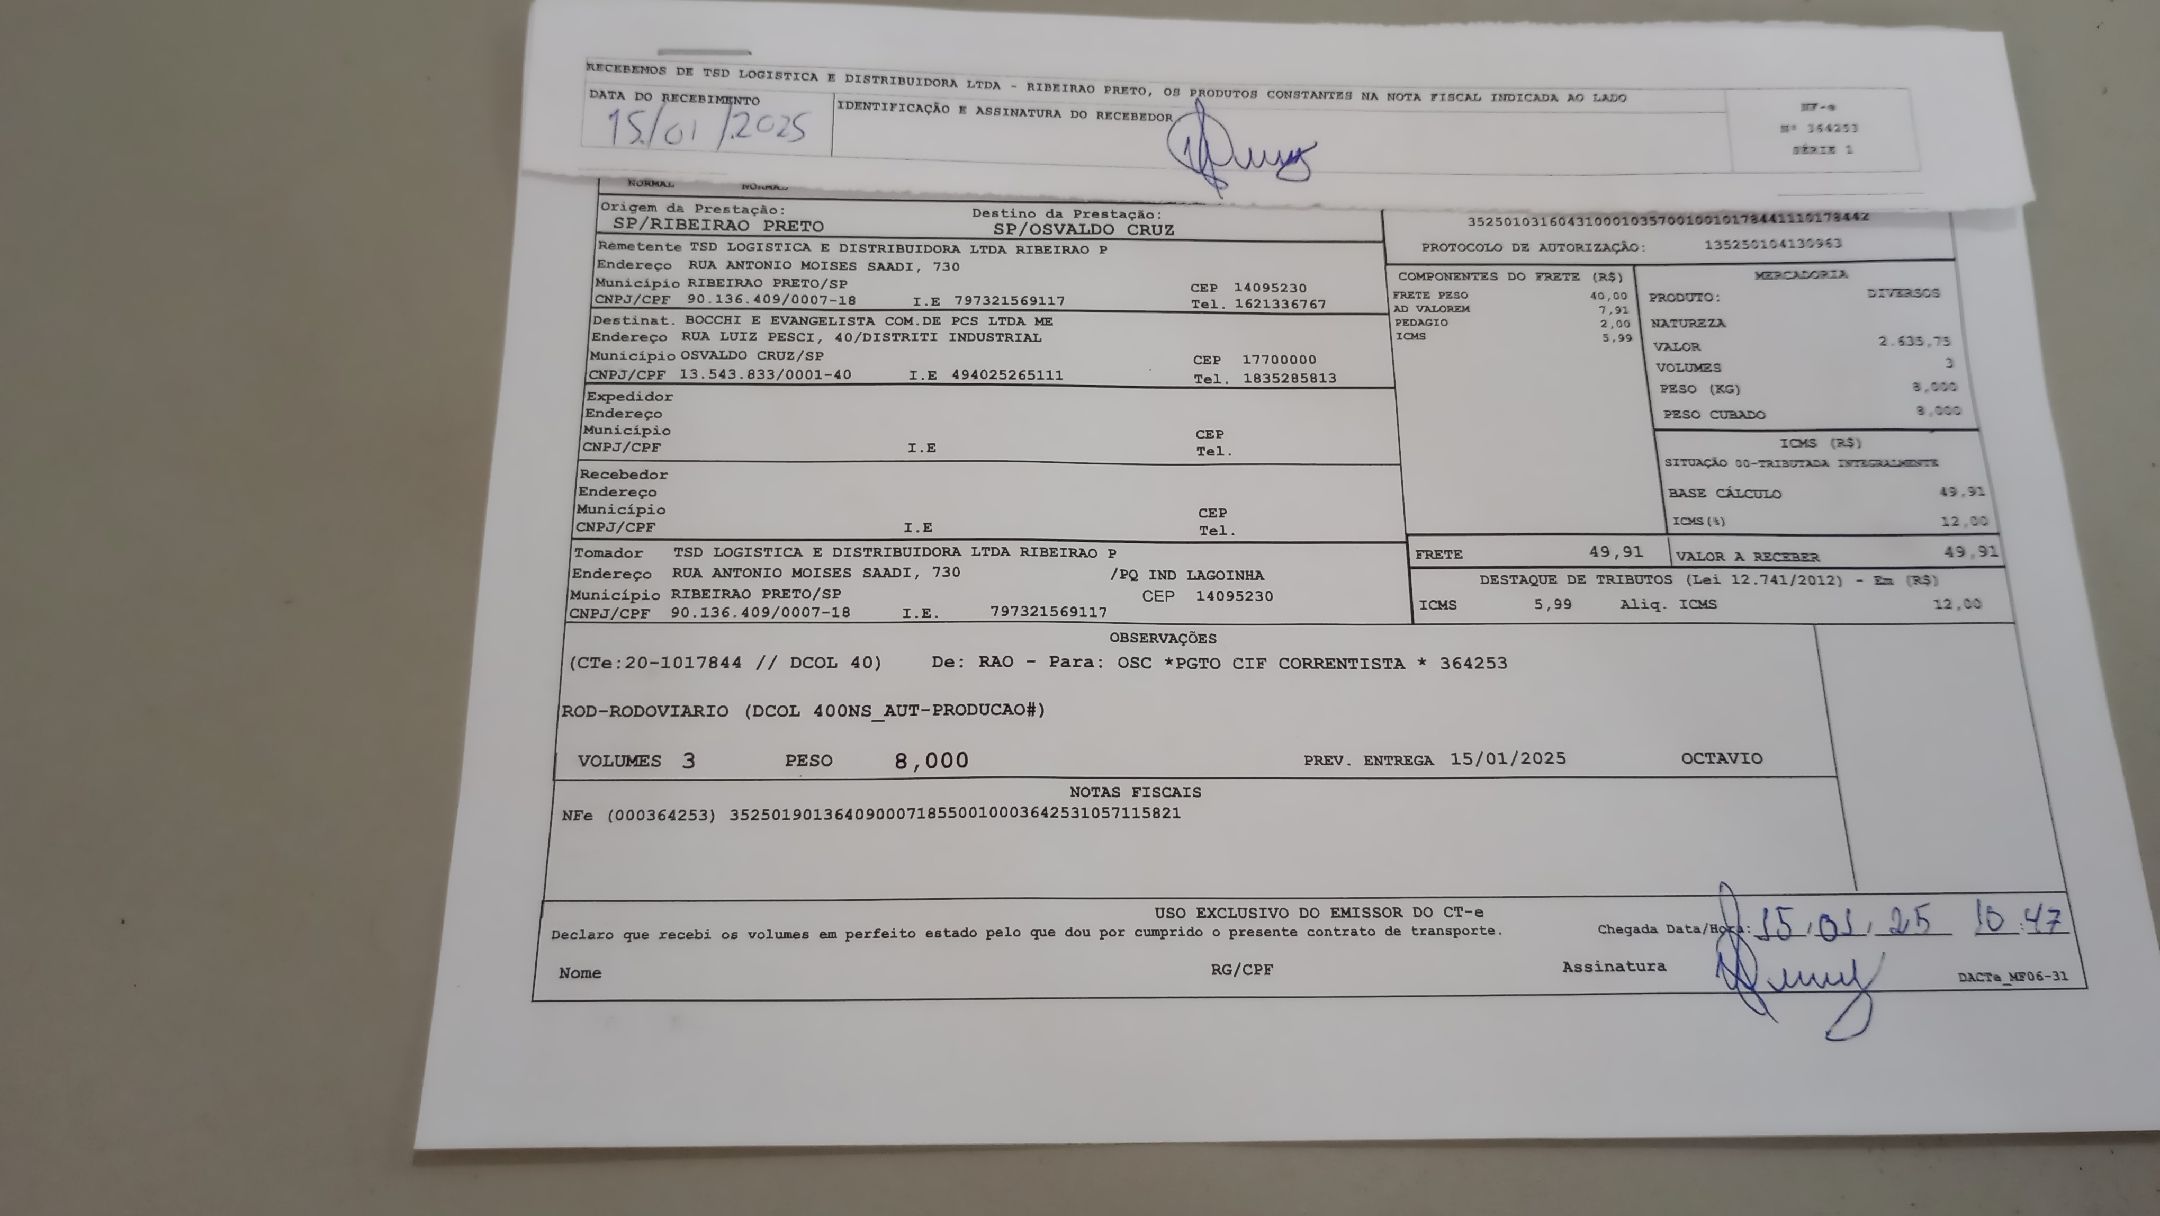 RECEBEMOS DE TSD LOGISTICA E DISTRIBUIDORA LTDA - RIBEIRAO PRETO, OS PRODUTOS CONSTANTES NA NOTA FISCAL INDICADA AO LADO
DATA DO RECEBIMENTO
15/01/2025
IDENTIFICAÇÃO E ASSINATURA DO RECEBEDOR
NF-e
Nº 364253
SÉRIE 1
NORMAL NORMAL
Origem da Prestação: Destino da Prestação:
SP/RIBEIRAO PRETO SP/OSVALDO CRUZ
Remetente TSD LOGISTICA E DISTRIBUIDORA LTDA RIBEIRAO P
Endereço RUA ANTONIO MOISES SAADI, 730
Município RIBEIRAO PRETO/SP CEP 14095230
CNPJ/CPF 90.136.409/0007-18 I.E 797321569117 Tel. 1621336767
Destinat. BOCCHI E EVANGELISTA COM.DE PCS LTDA ME
Endereço RUA LUIZ PESCI, 40/DISTRITI INDUSTRIAL
Município OSVALDO CRUZ/SP CEP 17700000
CNPJ/CPF 13.543.833/0001-40 I.E 494025265111 Tel. 1835285813
Expedidor
Endereço
Município CEP
CNPJ/CPF I.E Tel.
Recebedor
Endereço
Município CEP
CNPJ/CPF I.E Tel.
Tomador TSD LOGISTICA E DISTRIBUIDORA LTDA RIBEIRAO P
Endereço RUA ANTONIO MOISES SAADI, 730 /PQ IND LAGOINHA
Município RIBEIRAO PRETO/SP CEP 14095230
CNPJ/CPF 90.136.409/0007-18 I.E. 797321569117
PROTOCOLO DE AUTORIZAÇÃO: 135250104130963
COMPONENTES DO FRETE (R$)
FRETE PESO 40,00
AD VALOREM 7,91
PEDAGIO 2,00
ICMS 5,99
MERCADORIA
PRODUTO: DIVERSOS
NATUREZA
VALOR 2.635,75
VOLUMES 3
PESO (KG) 8,000
PESO CUBADO 8,000
ICMS (R$)
SITUAÇÃO 00-TRIBUTADA INTEGRALMENTE
BASE CÁLCULO 49,91
ICMS(%) 12,00
FRETE 49,91 VALOR A RECEBER 49,91
DESTAQUE DE TRIBUTOS (Lei 12.741/2012) - Em (R$)
ICMS 5,99 Aliq. ICMS 12,00
OBSERVAÇÕES
(CTe:20-1017844 // DCOL 40) De: RAO - Para: OSC *PGTO CIF CORRENTISTA * 364253
ROD-RODOVIARIO (DCOL 400NS_AUT-PRODUCAO#)
VOLUMES 3 PESO 8,000 PREV. ENTREGA 15/01/2025 OCTAVIO
NOTAS FISCAIS
NFe (000364253) 35250190136409000718550010003642531057115821
USO EXCLUSIVO DO EMISSOR DO CT-e
Declaro que recebi os volumes em perfeito estado pelo que dou por cumprido o presente contrato de transporte. Chegada Data/Hora: 15/01/25 10:47
Nome RG/CPF Assinatura DACTe_MF06-31